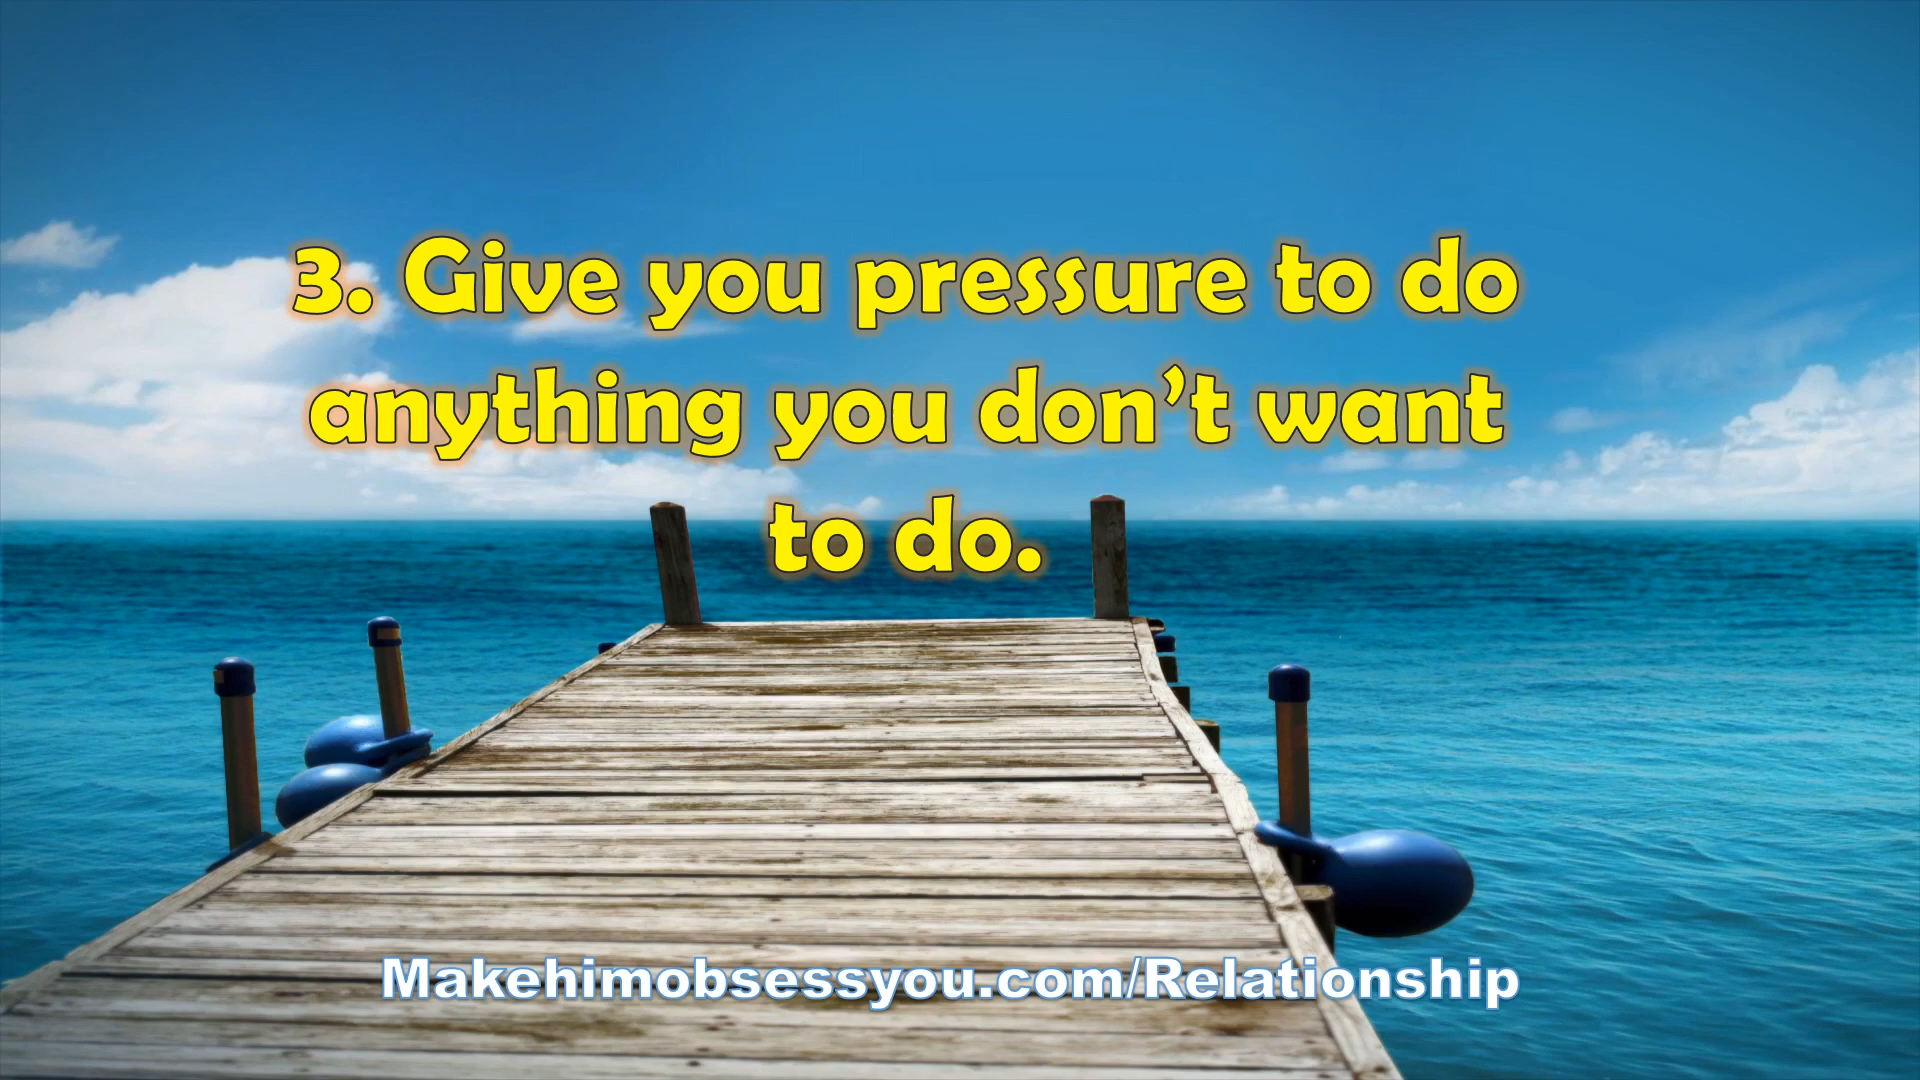 3. Give you pressure to do
anything you don’t want
to do.
Makehimobsessyou.com/Relationship